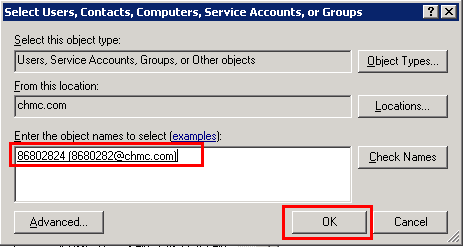 Select Users, Contacts, Computers, Service Accounts, or Groups
Select this object type:
Users, Service Accounts, Groups, or Other objects
Object Types...
From this location:
chmc.com
Locations...
Enter the object names to select (examples):
86802824 (8680282@chmc.com)
Check Names
Advanced...
OK
Cancel